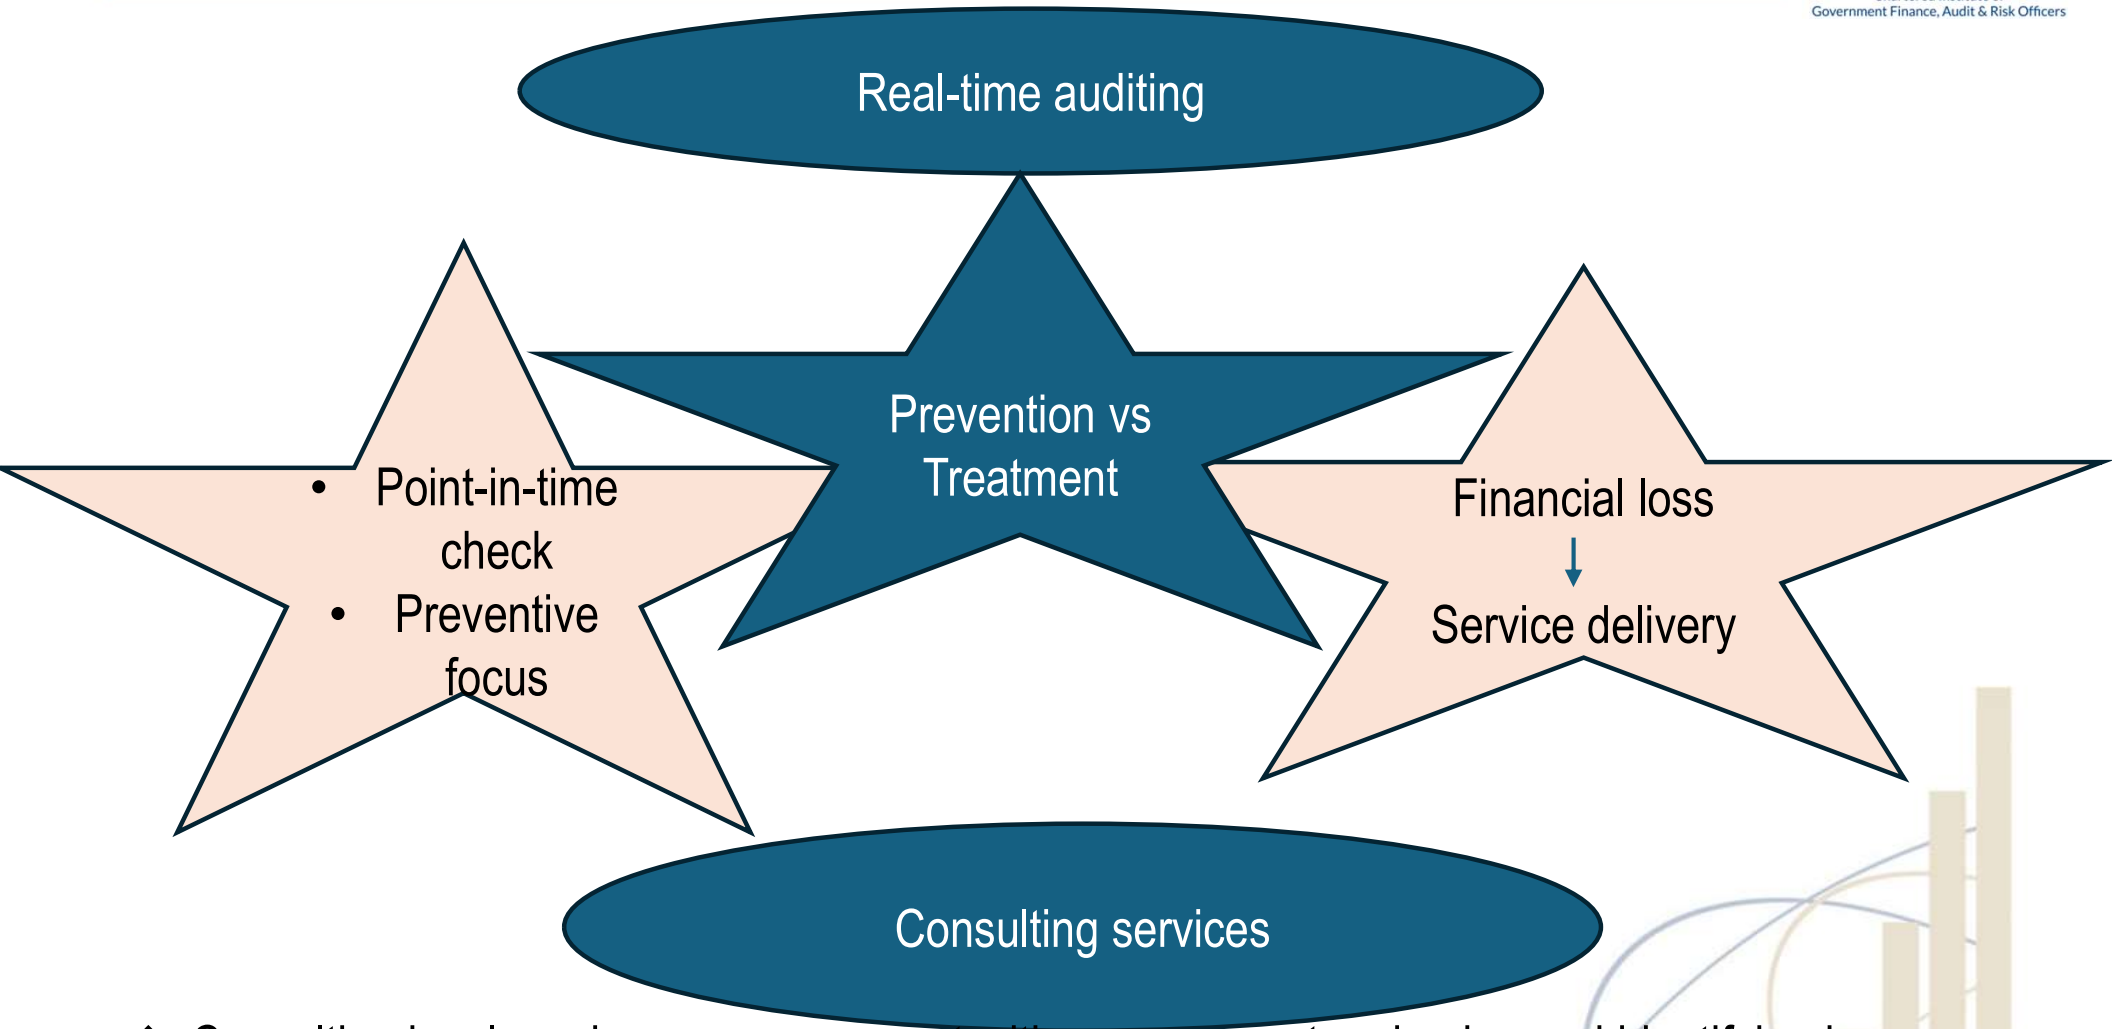 Government Finance, Audit & Risk Officers
Real-time auditing
Prevention vs
Treatment
• Point-in-time
check
• Preventive
focus
Financial loss
Service delivery
Consulting services